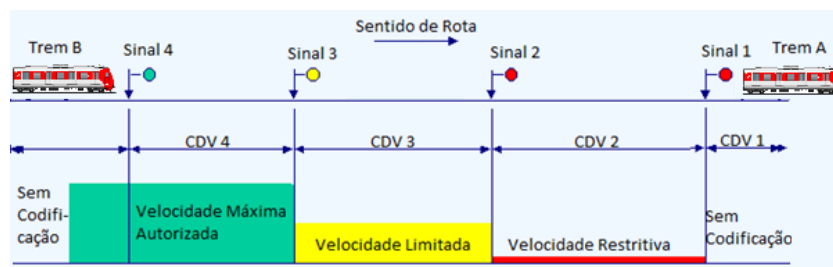 Sentido de Rota
Trem B
Sinal 4
Sinal 3
Sinal 2
Sinal 1
Trem A
CDV 4
CDV 3
CDV 2
CDV 1
Sem
Codifi-
cação
Velocidade Máxima
Autorizada
Velocidade Limitada
Velocidade Restritiva
Sem
Codificação